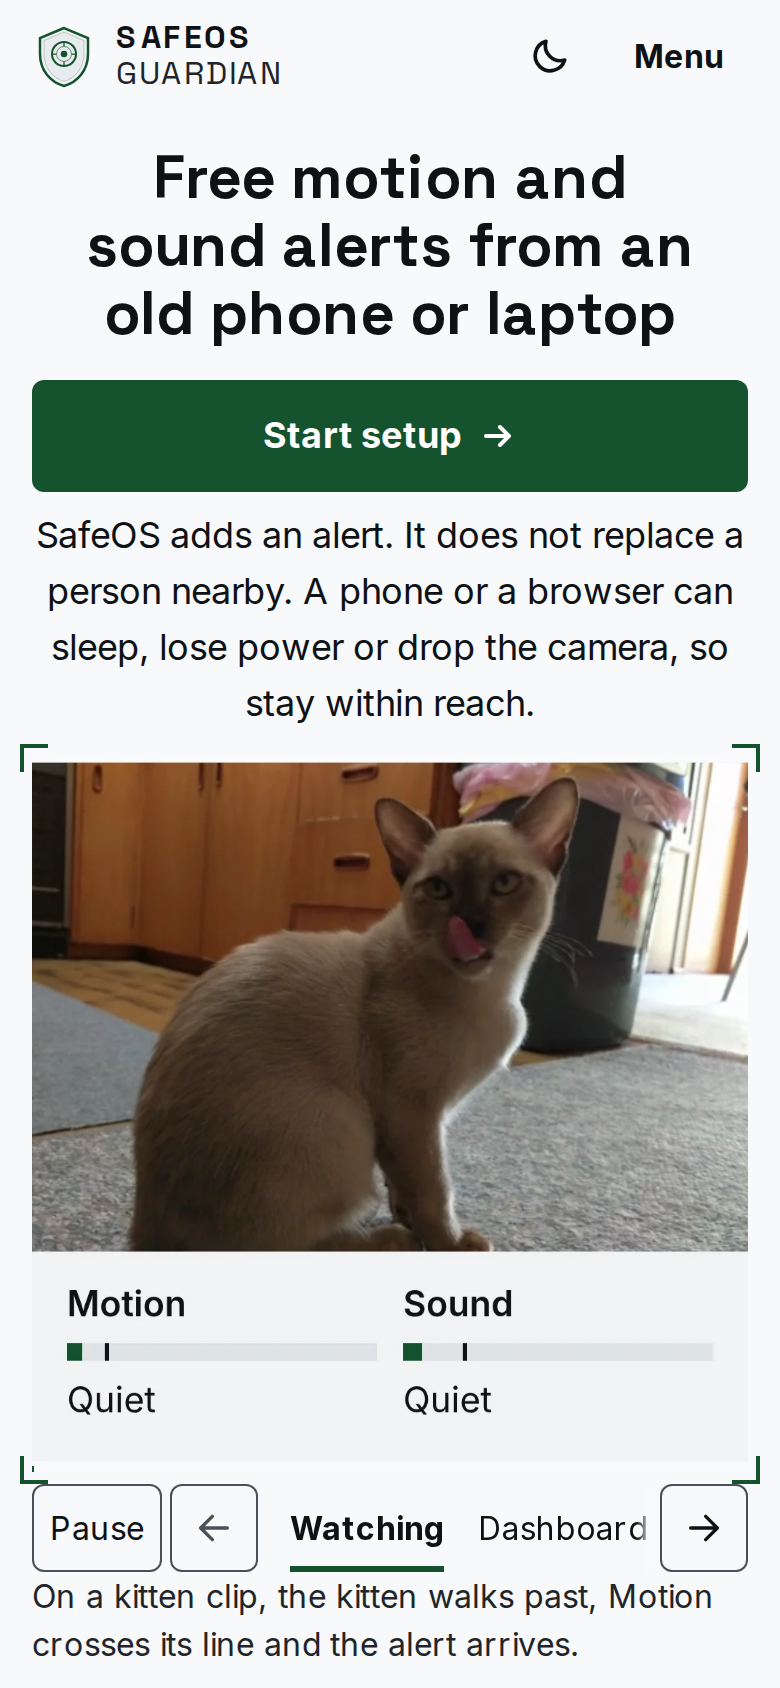 SAFEOS
GUARDIAN
Menu
Free motion and
sound alerts from an
old phone or laptop
Start setup →
SafeOS adds an alert. It does not replace a
person nearby. A phone or a browser can
sleep, lose power or drop the camera, so
stay within reach.
Motion
Sound
Quiet
Quiet
Pause
←
Watching
Dashboard
→
On a kitten clip, the kitten walks past, Motion
crosses its line and the alert arrives.